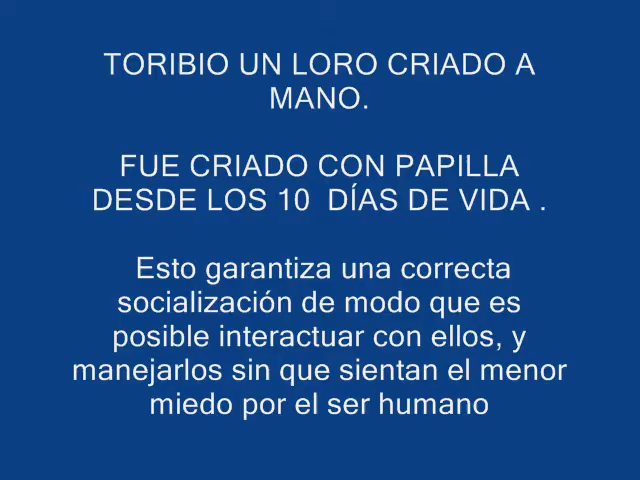 TORIBIO UN LORO CRIADO A
MANO.
FUE CRIADO CON PAPILLA
DESDE LOS 10  DÍAS DE VIDA .
Esto garantiza una correcta
socialización de modo que es
posible interactuar con ellos, y
manejarlos sin que sientan el menor
miedo por el ser humano